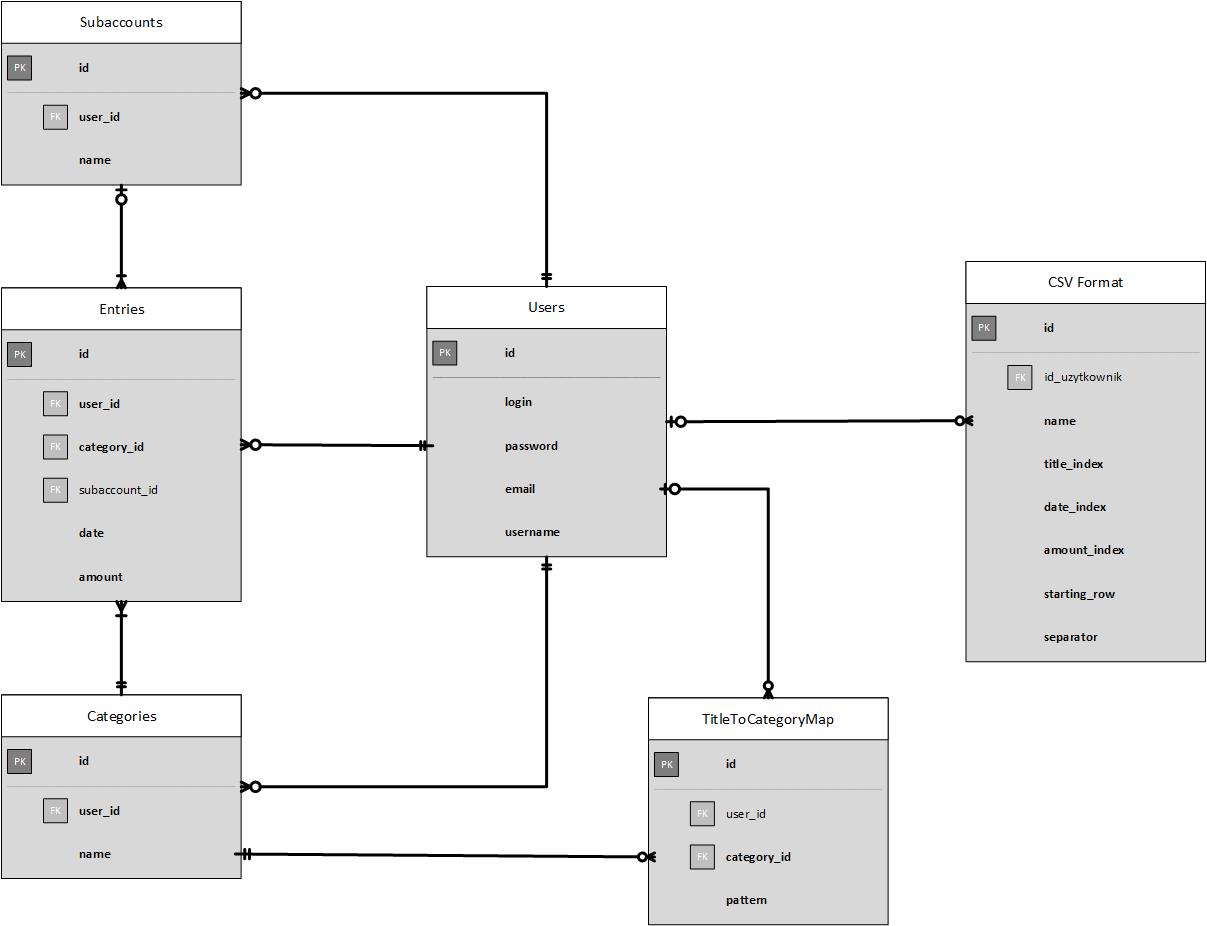 Subaccounts
PK id
FK user_id
name
Entries
PK id
FK user_id
FK category_id
FK subaccount_id
date
amount
Categories
PK id
FK user_id
name
Users
PK id
login
password
email
username
TitleToCategoryMap
PK id
FK user_id
FK category_id
pattern
CSV Format
PK id
FK id_uzytkownik
name
title_index
date_index
amount_index
starting_row
separator